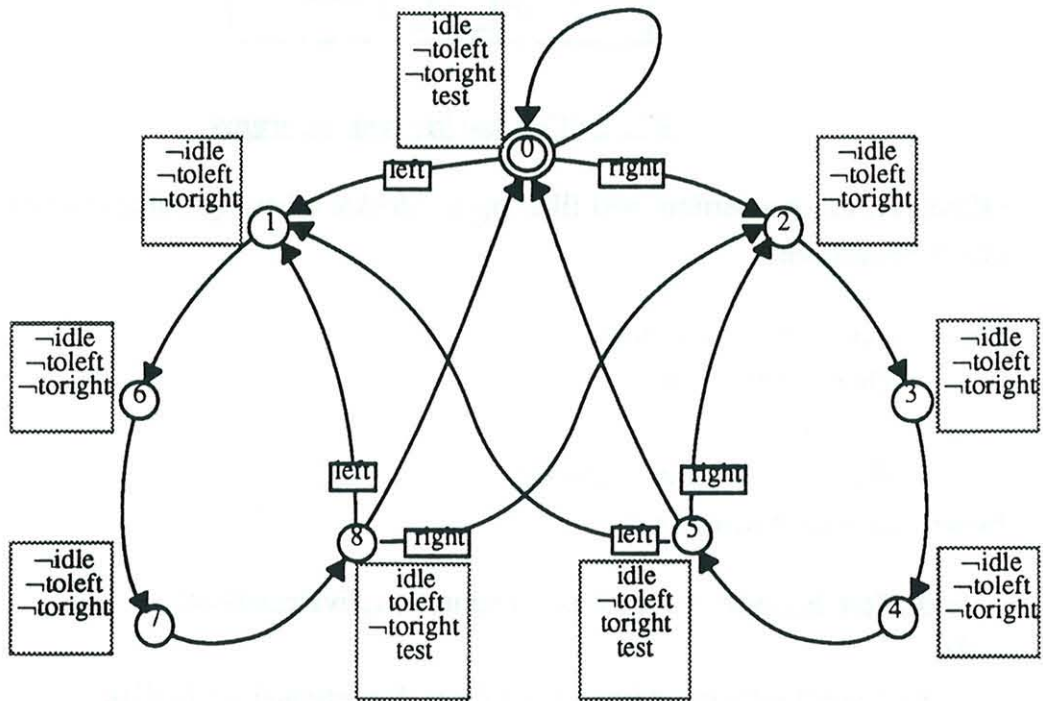 idle
¬toleft
¬toright
test
0
left
right
¬idle
¬toleft
¬toright
1
2
¬idle
¬toleft
¬toright
¬idle
¬toleft
¬toright
6
3
¬idle
¬toleft
¬toright
left
right
8
right
left
5
¬idle
¬toleft
¬toright
7
idle
toleft
¬toright
test
idle
¬toleft
toright
test
4
¬idle
¬toleft
¬toright